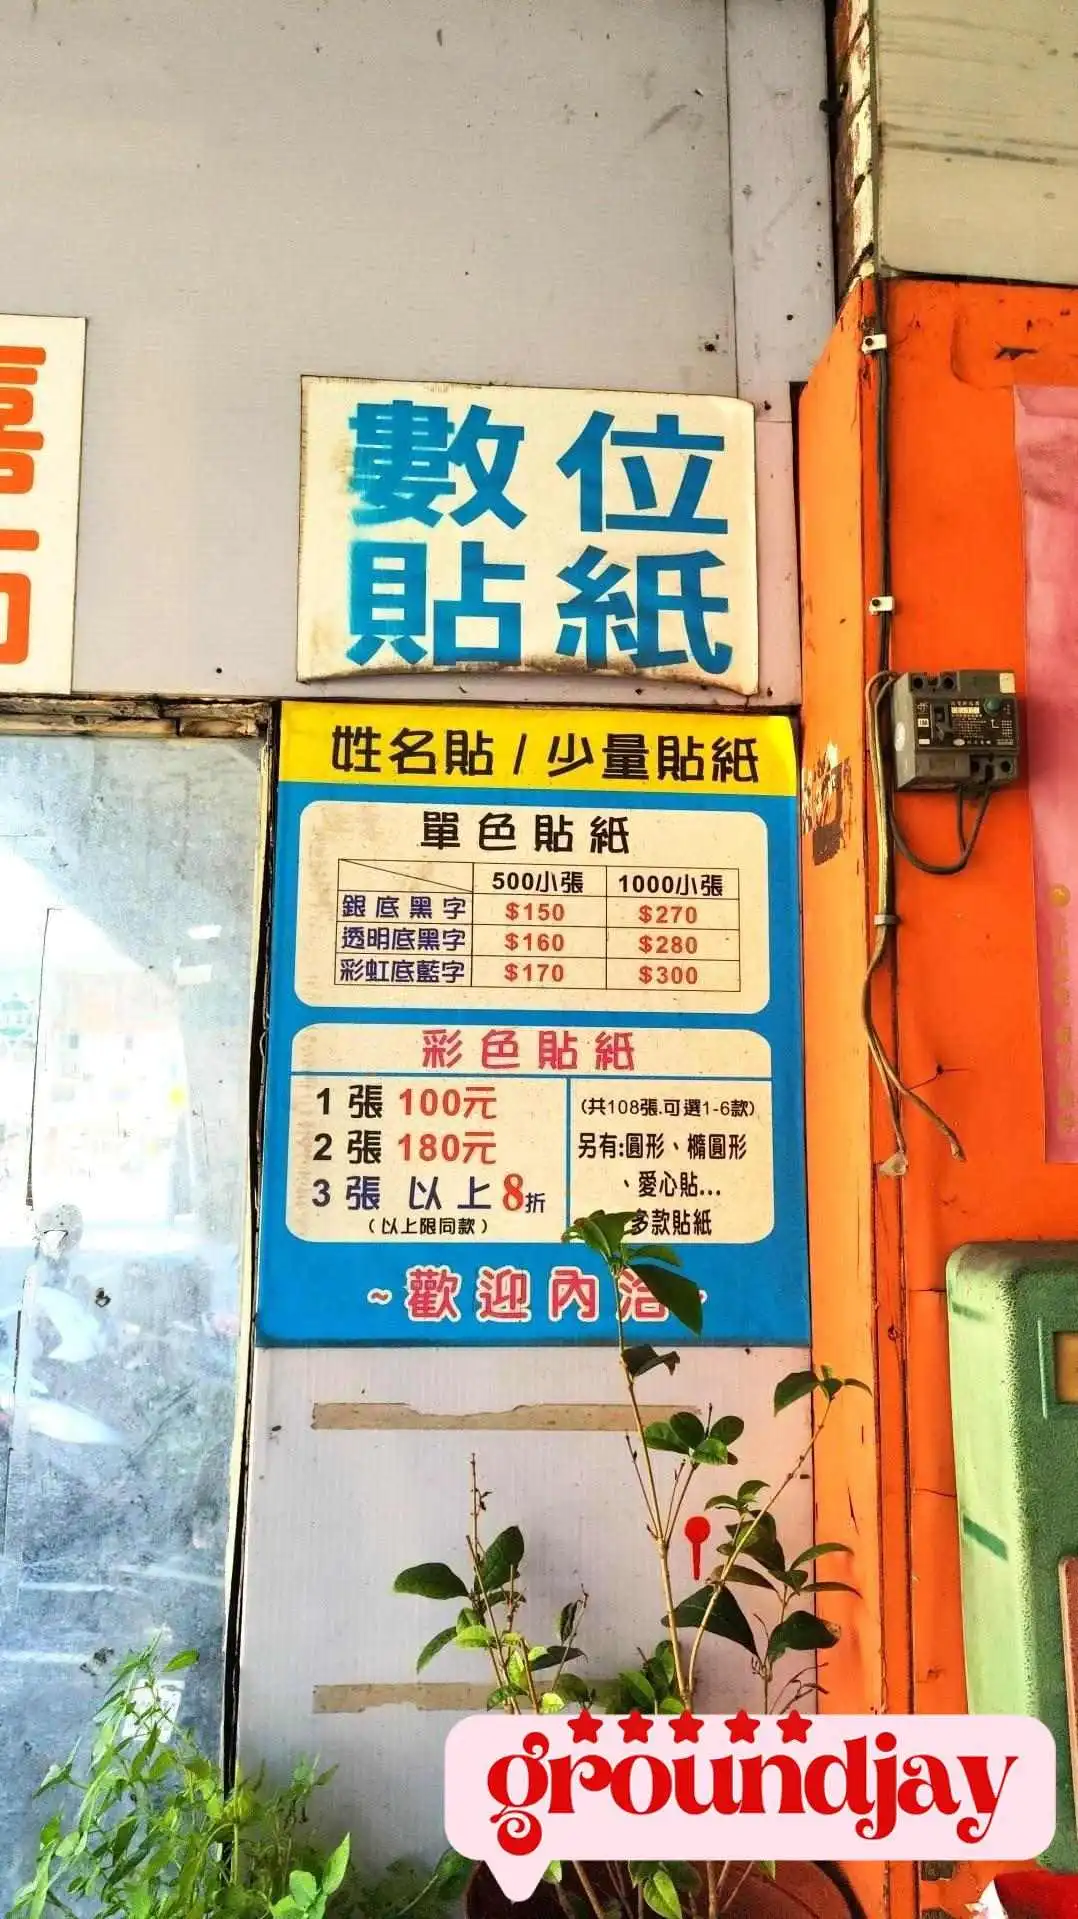 數位
貼紙
姓名貼 / 少量貼紙
單色貼紙
500小張 1000小張
銀底黑字 $150 $270
透明底黑字 $160 $280
彩虹底藍字 $170 $300
彩色貼紙
1張 100元
2張 180元
3張 以上 8折
(以上限同款)
(共108張.可選1-6款)
另有:圓形、橢圓形
、愛心貼...
多款貼紙
~歡迎內洽~
groundjay